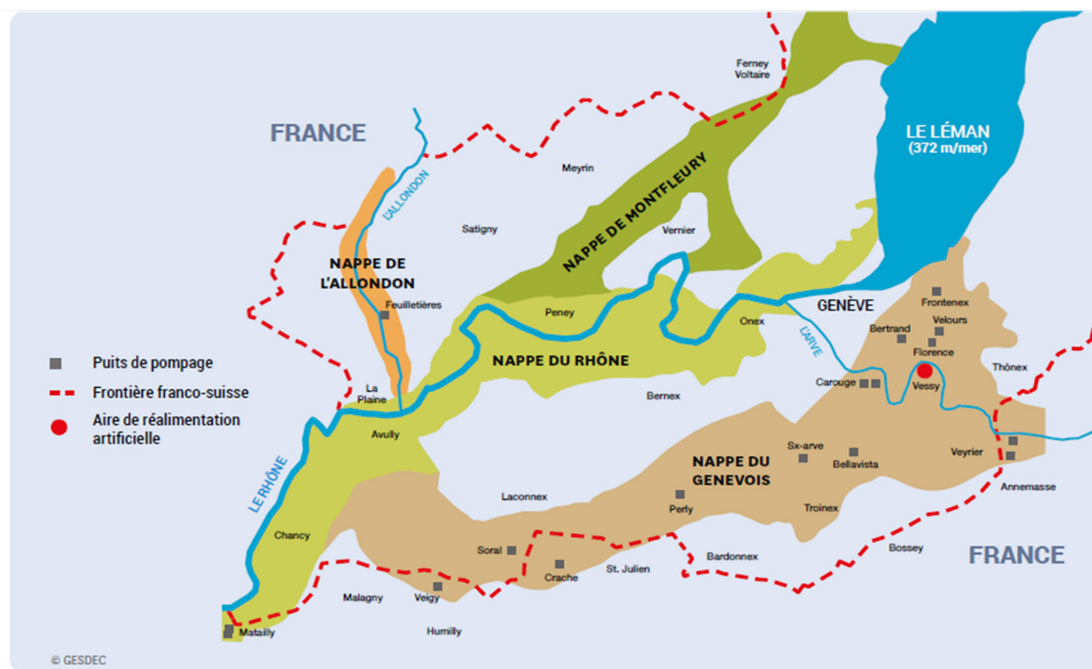 Ferney
Voltaire
FRANCE
LE LÉMAN
(372 m/mer)
Meyrin
L'ALLONDON
NAPPE DE MONTFLEURY
Satigny
Vernier
NAPPE DE
L'ALLONDON
Feuilletières
Peney
GENÈVE
Frontenex
Onex
Velours
Bertrand
L'ARVE
Florence
NAPPE DU RHÔNE
Puits de pompage
Thônex
Carouge
Vessy
Frontière franco-suisse
La
Plaine
Bernex
Aire de réalimentation
artificielle
Avully
Sx-arve
Veyrier
NAPPE DU
GENEVOIS
Bellavista
LE RHÔNE
Annemasse
Laconnex
Perly
Troinex
Chancy
Soral
Bossey
Bardonnex
FRANCE
St. Julien
Crache
Malagny
Veigy
Matailly
Humilly
© GESDEC